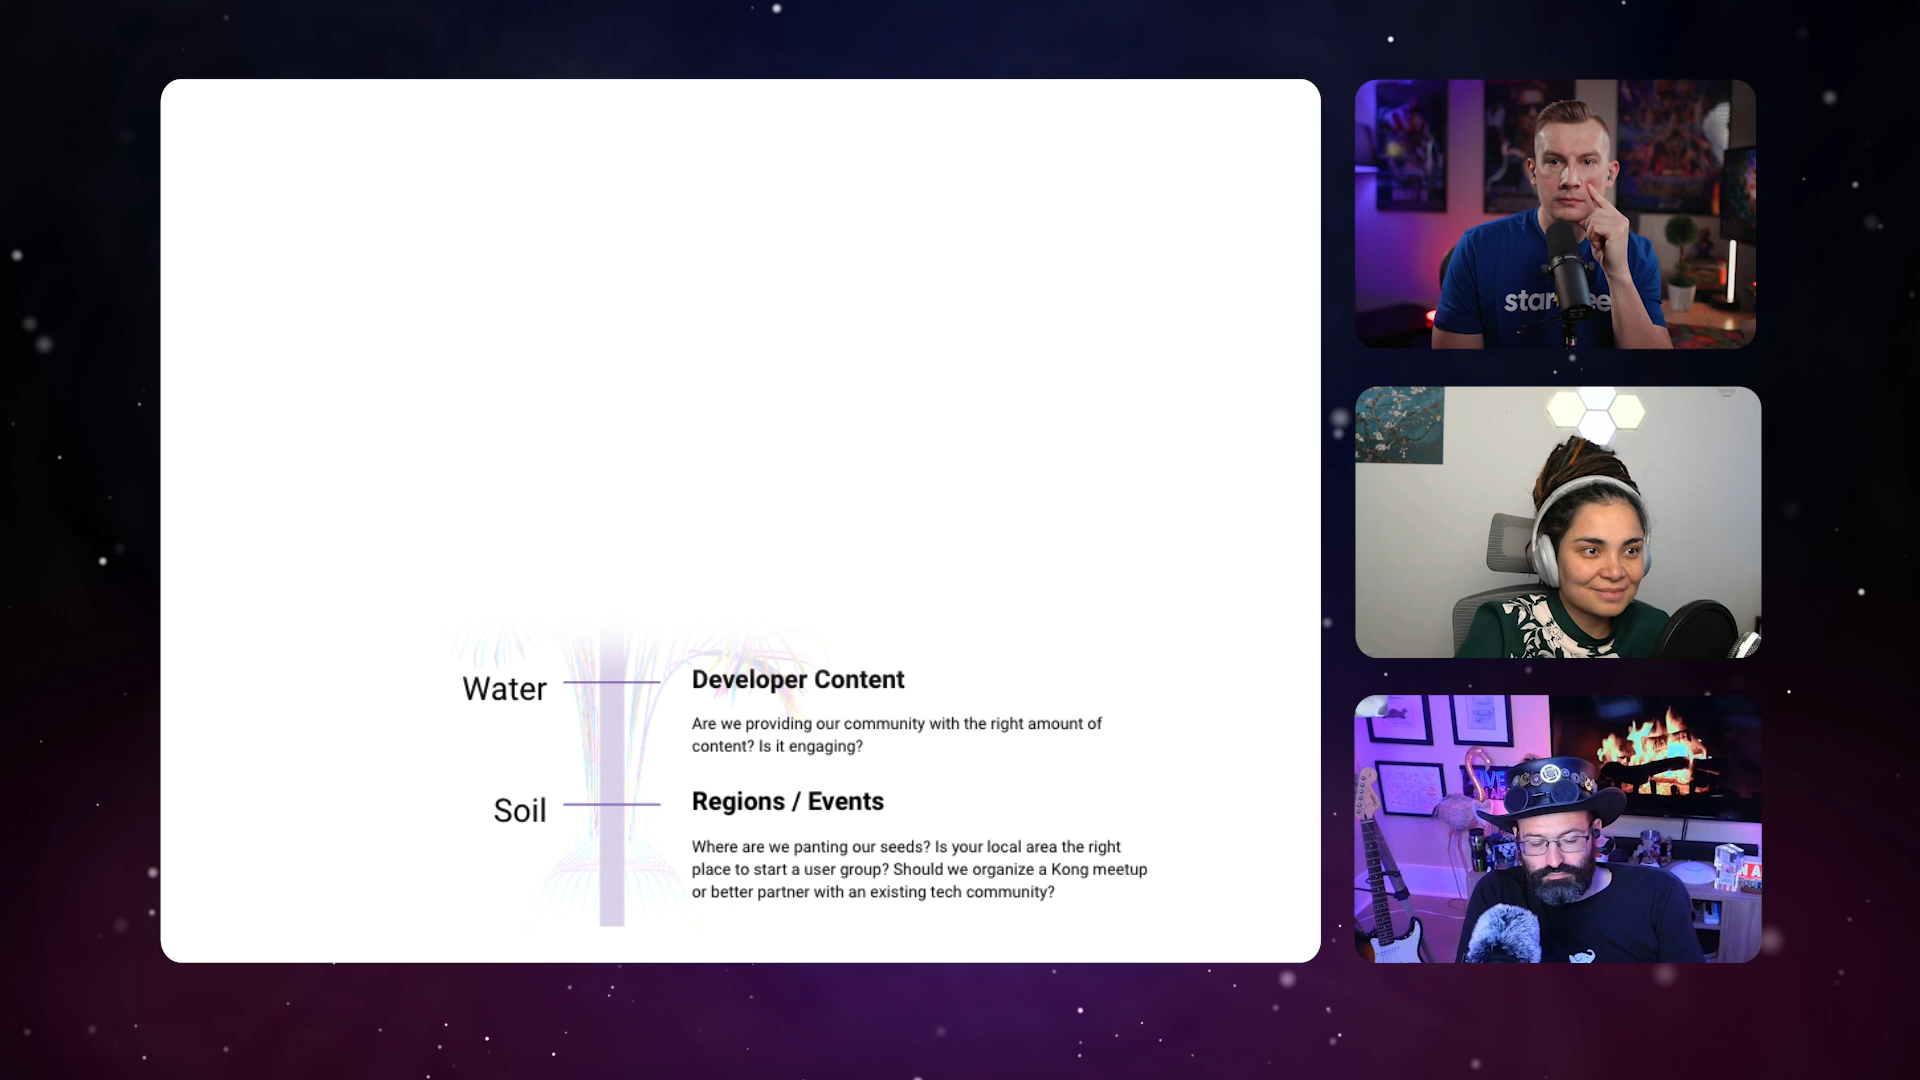 Water
Developer Content
Are we providing our community with the right amount of
content? Is it engaging?
Soil
Regions / Events
Where are we panting our seeds? Is your local area the right
place to start a user group? Should we organize a Kong meetup
or better partner with an existing tech community?